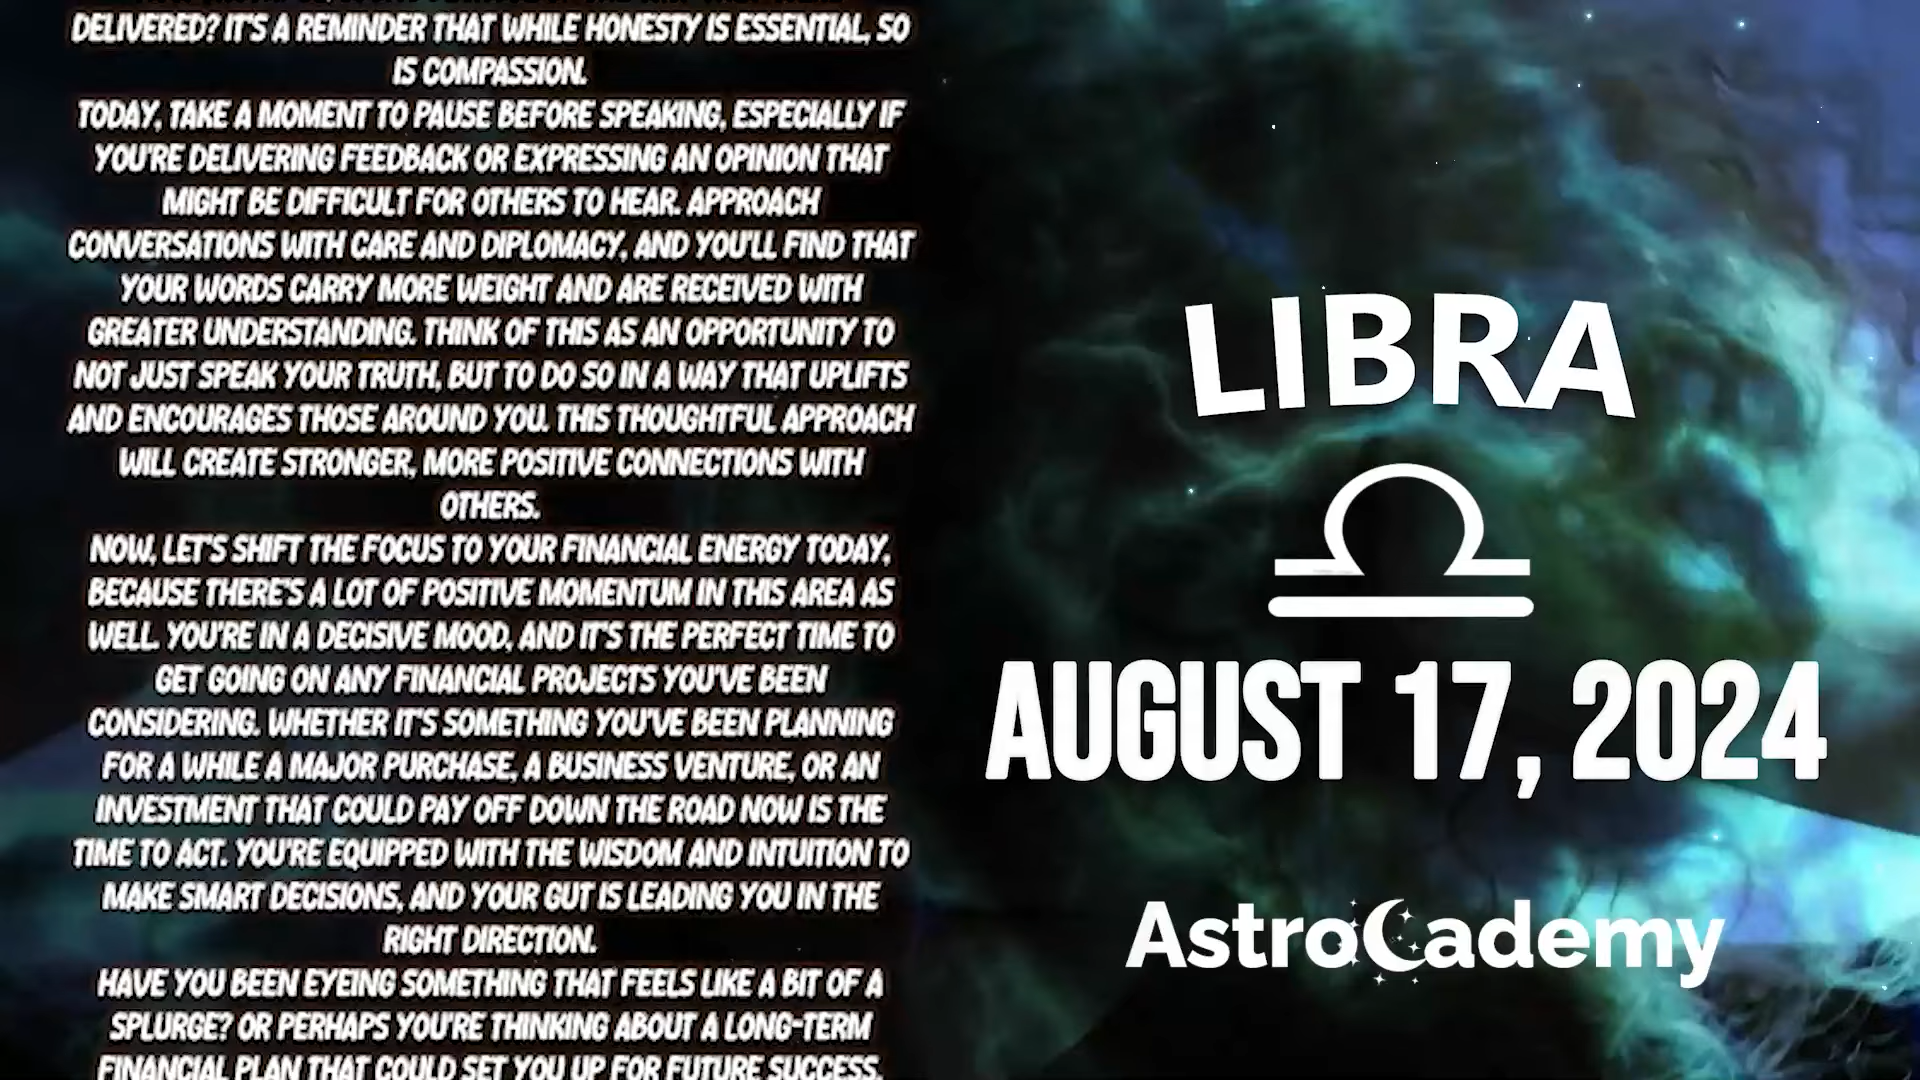 DELIVERED? IT'S A REMINDER THAT WHILE HONESTY IS ESSENTIAL, SO
IS COMPASSION.
TODAY, TAKE A MOMENT TO PAUSE BEFORE SPEAKING, ESPECIALLY IF
YOU'RE DELIVERING FEEDBACK OR EXPRESSING AN OPINION THAT
MIGHT BE DIFFICULT FOR OTHERS TO HEAR. APPROACH
CONVERSATIONS WITH CARE AND DIPLOMACY, AND YOU'LL FIND THAT
YOUR WORDS CARRY MORE WEIGHT AND ARE RECEIVED WITH
GREATER UNDERSTANDING. THINK OF THIS AS AN OPPORTUNITY TO
NOT JUST SPEAK YOUR TRUTH, BUT TO DO SO IN A WAY THAT UPLIFTS
AND ENCOURAGES THOSE AROUND YOU. THIS THOUGHTFUL APPROACH
WILL CREATE STRONGER, MORE POSITIVE CONNECTIONS WITH
OTHERS.
NOW, LET'S SHIFT THE FOCUS TO YOUR FINANCIAL ENERGY TODAY,
BECAUSE THERE'S A LOT OF POSITIVE MOMENTUM IN THIS AREA AS
WELL. YOU'RE IN A DECISIVE MOOD, AND IT'S THE PERFECT TIME TO
GET GOING ON ANY FINANCIAL PROJECTS YOU'VE BEEN
CONSIDERING. WHETHER IT'S SOMETHING YOU'VE BEEN PLANNING
FOR A WHILE A MAJOR PURCHASE, A BUSINESS VENTURE, OR AN
INVESTMENT THAT COULD PAY OFF DOWN THE ROAD NOW IS THE
TIME TO ACT. YOU'RE EQUIPPED WITH THE WISDOM AND INTUITION TO
MAKE SMART DECISIONS, AND YOUR GUT IS LEADING YOU IN THE
RIGHT DIRECTION.
HAVE YOU BEEN EYEING SOMETHING THAT FEELS LIKE A BIT OF A
SPLURGE? OR PERHAPS YOU'RE THINKING ABOUT A LONG-TERM
FINANCIAL PLAN THAT COULD SET YOU UP FOR FUTURE SUCCESS.
LIBRA
AUGUST 17, 2024
AstroCademy